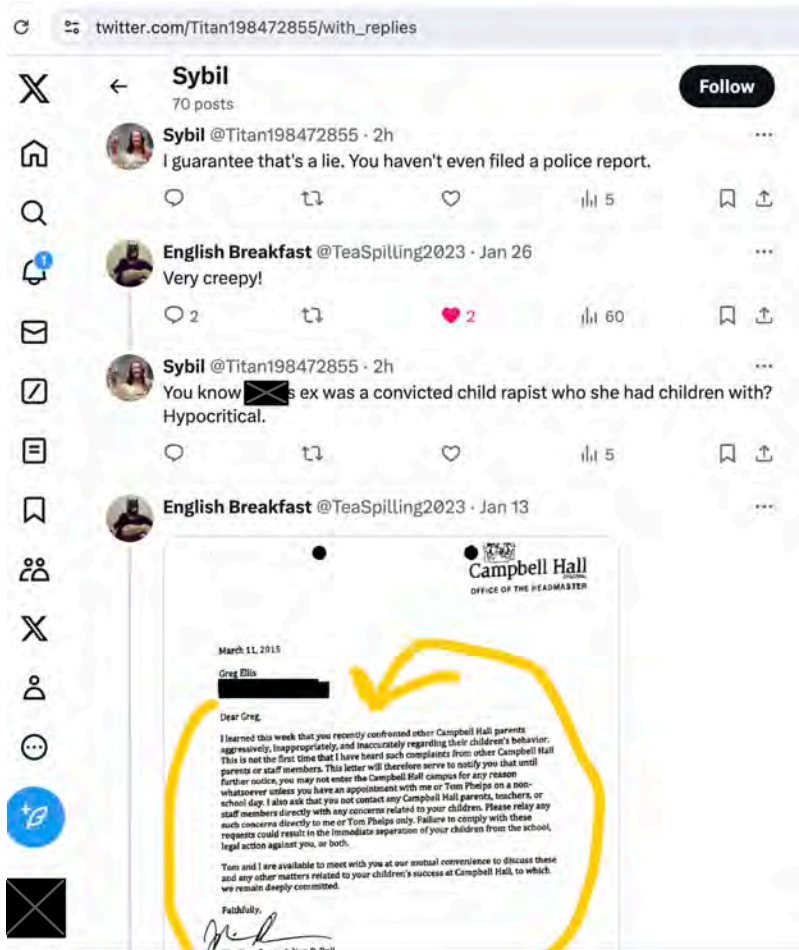 twitter.com/Titan198472855/with_replies
Sybil
70 posts
Follow
Sybil @Titan198472855 · 2h
I guarantee that's a lie. You haven't even filed a police report.
5
English Breakfast @TeaSpilling2023 · Jan 26
Very creepy!
2
2
60
1
Sybil @Titan198472855 · 2h
You know s ex was a convicted child rapist who she had children with?
Hypocritical.
5
English Breakfast @TeaSpilling2023 · Jan 13
Campbell Hall
EPISCOPAL
OFFICE OF THE HEADMASTER
March 11, 2015
Greg Ellis
Dear Greg,
I learned this week that you recently confronted other Campbell Hall parents
aggressively, inappropriately, and inaccurately regarding their children's behavior.
This is not the first time that I have heard such complaints from other Campbell Hall
parents or staff members. This letter will therefore serve to notify you that until
further notice, you may not enter the Campbell Hall campus for any reason
whatsoever unless you have an appointment with me or Tom Phelps on a non-
school day. I also ask that you not contact any Campbell Hall parents, teachers, or
staff members directly with any concerns related to your children. Please relay any
such concerns directly to me or Tom Phelps only. Failure to comply with these
requests could result in the immediate separation of your children from the school,
legal action against you, or both.
Tom and I are available to meet with you at our mutual convenience to discuss these
and any other matters related to your children's success at Campbell Hall, to which
we remain deeply committed.
Faithfully,